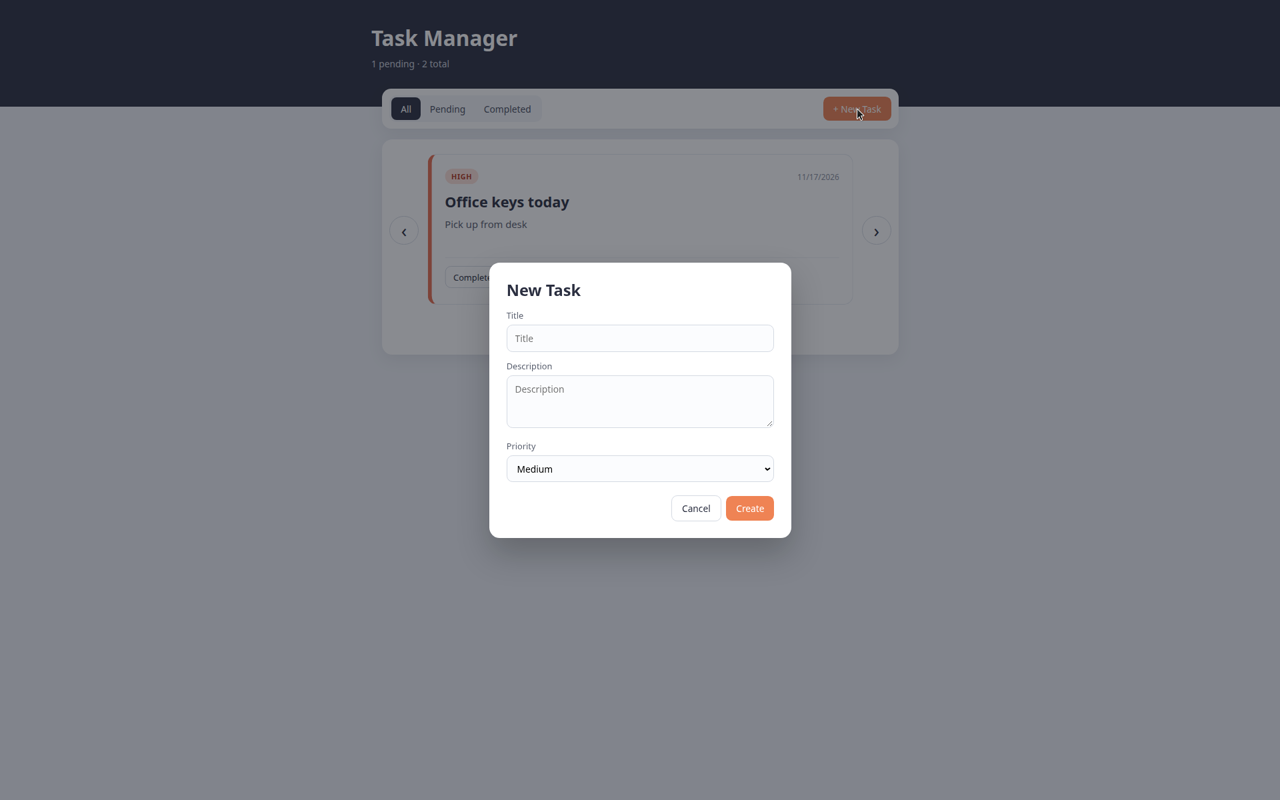 Task Manager
1 pending · 2 total
All Pending Completed + New Task
HIGH 11/17/2026
Office keys today
Pick up from desk
‹ ›
New Task
Title
Title
Description
Description
Priority
Medium
Cancel Create